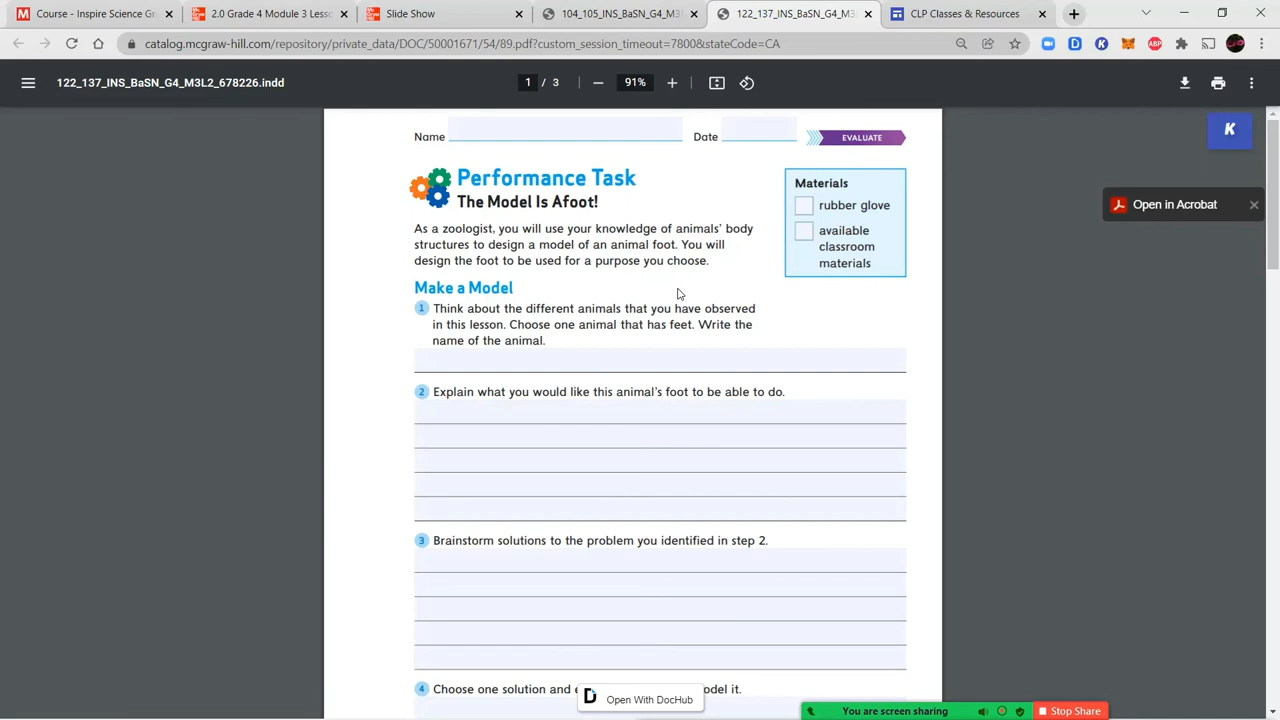 Course - Inspire Science Gr
2.0 Grade 4 Module 3 Lesso
Slide Show
104_105_INS_BaSN_G4_M3
122_137_INS_BaSN_G4_M3
CLP Classes & Resources
catalog.mcgraw-hill.com/repository/private_data/DOC/50001671/54/89.pdf?custom_session_timeout=7800&stateCode=CA
122_137_INS_BaSN_G4_M3L2_678226.indd
1 / 3
91%
Name
Date
EVALUATE
K
Performance Task
The Model Is Afoot!
As a zoologist, you will use your knowledge of animals' body
structures to design a model of an animal foot. You will
design the foot to be used for a purpose you choose.
Materials
rubber glove
available
classroom
materials
Open in Acrobat
Make a Model
1 Think about the different animals that you have observed
in this lesson. Choose one animal that has feet. Write the
name of the animal.
2 Explain what you would like this animal's foot to be able to do.
3 Brainstorm solutions to the problem you identified in step 2.
4 Choose one solution and
odel it.
Open With DocHub
You are screen sharing
Stop Share